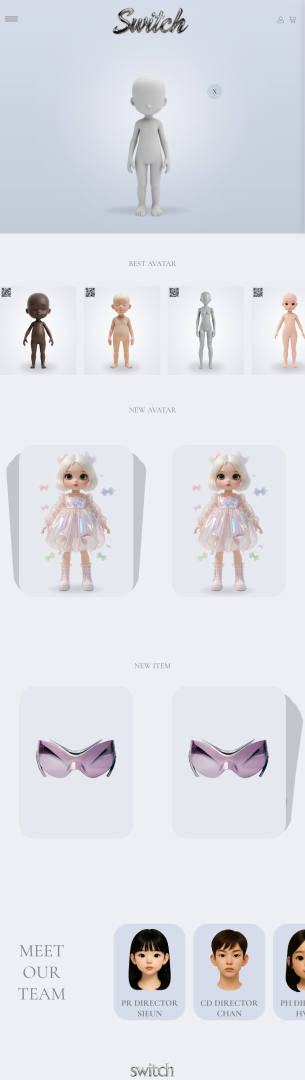 Switch
X
BEST AVATAR
NEW AVATAR
NEW ITEM
MEET
OUR
TEAM
PR DIRECTOR
SIEUN
CD DIRECTOR
CHAN
PH DI
HY
switch